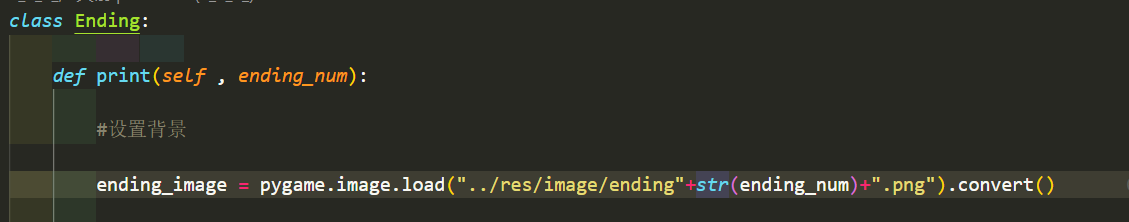 class Ending:
def print(self , ending_num):
#设置背景
ending_image = pygame.image.load("../res/image/ending"+str(ending_num)+".png").convert()